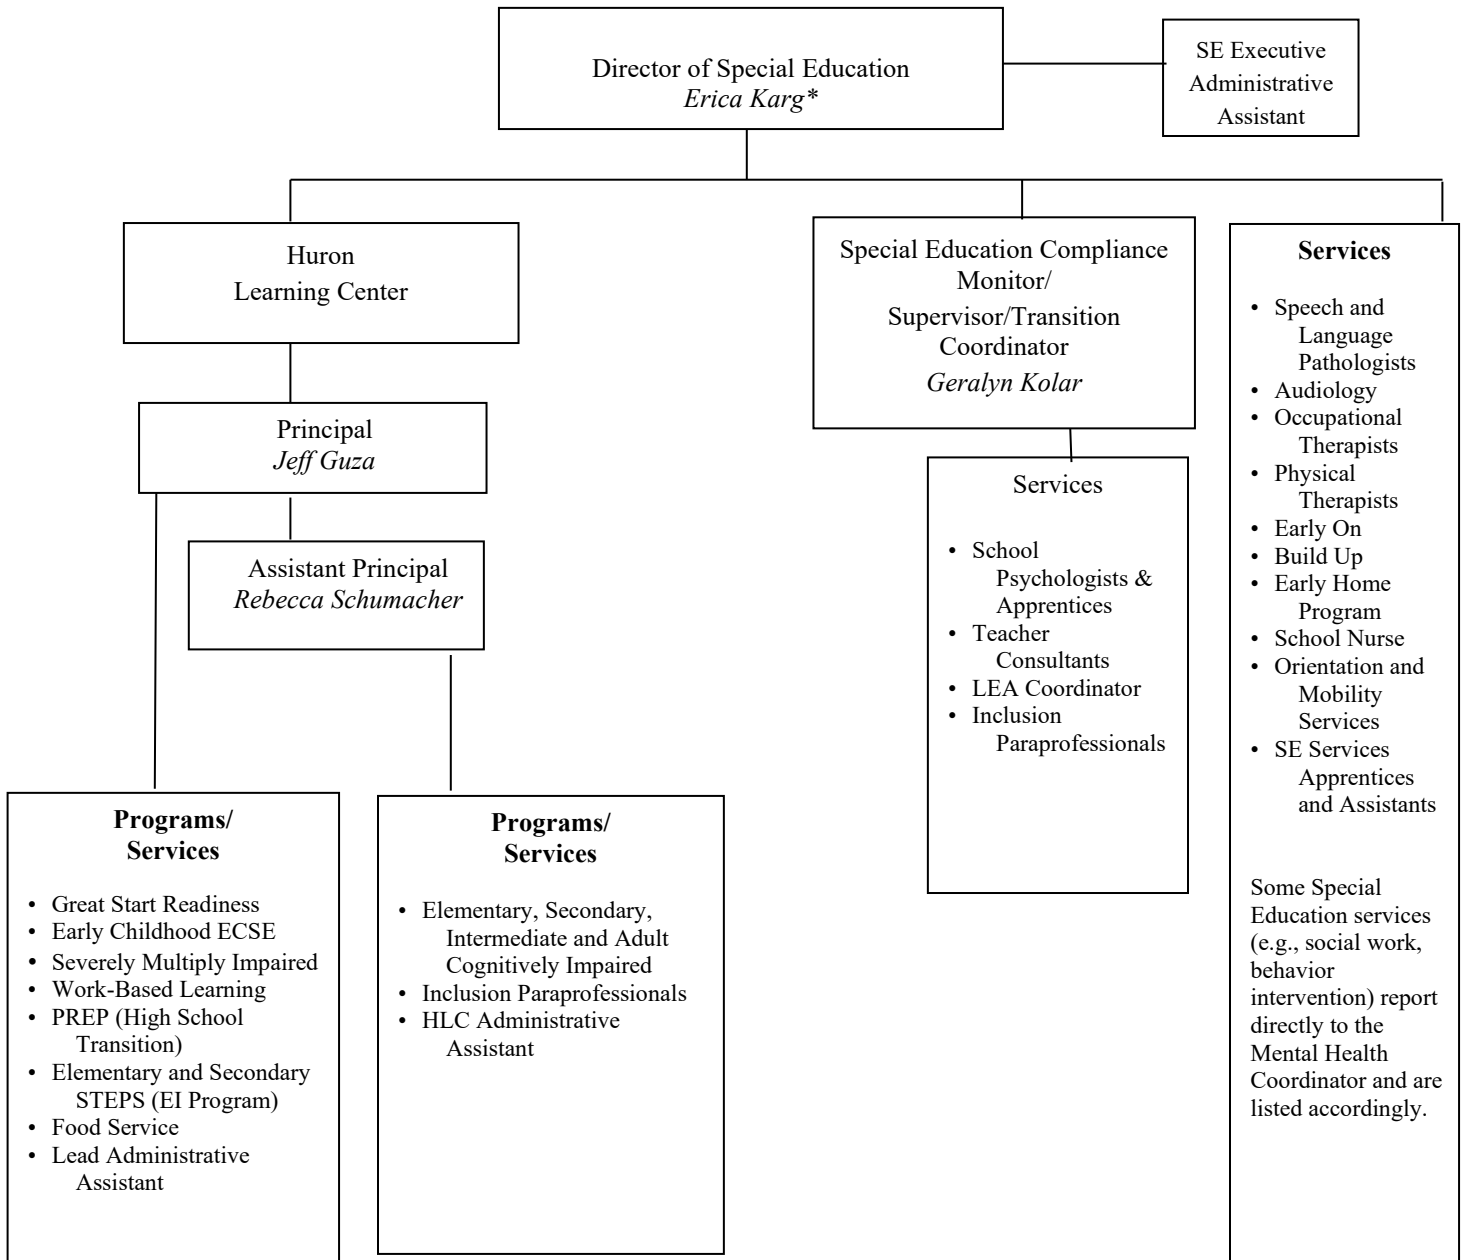 Director of Special Education
Erica Karg*
SE Executive
Administrative
Assistant
Huron
Learning Center
Principal
Jeff Guza
Assistant Principal
Rebecca Schumacher
Programs/
Services
• Great Start Readiness
• Early Childhood ECSE
• Severely Multiply Impaired
• Work-Based Learning
• PREP (High School
Transition)
• Elementary and Secondary
STEPS (EI Program)
• Food Service
• Lead Administrative
Assistant
Programs/
Services
• Elementary, Secondary,
Intermediate and Adult
Cognitively Impaired
• Inclusion Paraprofessionals
• HLC Administrative
Assistant
Special Education Compliance
Monitor/
Supervisor/Transition
Coordinator
Geralyn Kolar
Services
• School
Psychologists &
Apprentices
• Teacher
Consultants
• LEA Coordinator
• Inclusion
Paraprofessionals
Services
• Speech and
Language
Pathologists
• Audiology
• Occupational
Therapists
• Physical
Therapists
• Early On
• Build Up
• Early Home
Program
• School Nurse
• Orientation and
Mobility
Services
• SE Services
Apprentices
and Assistants
Some Special
Education services
(e.g., social work,
behavior
intervention) report
directly to the
Mental Health
Coordinator and are
listed accordingly.